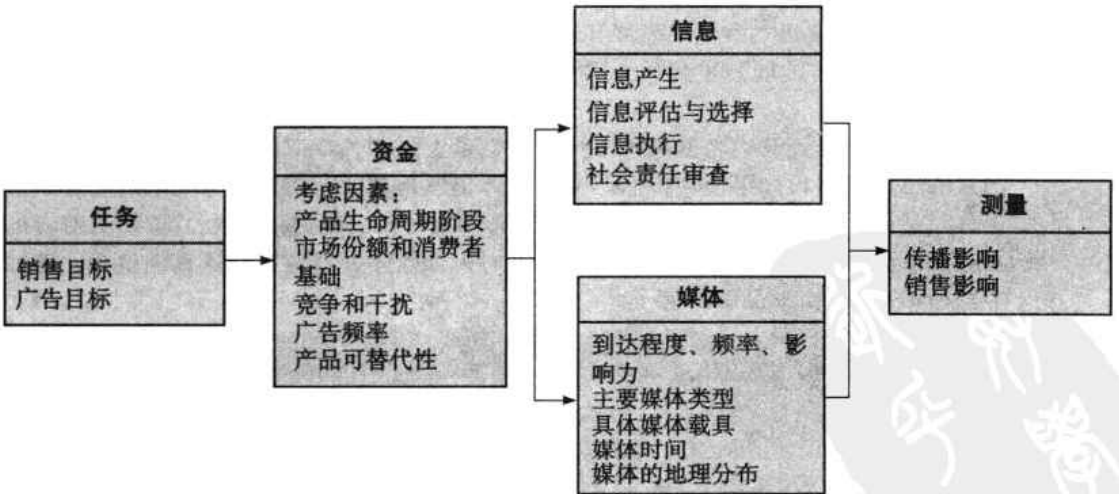 任务
销售目标
广告目标
资金
考虑因素：
产品生命周期阶段
市场份额和消费者
基础
竞争和干扰
广告频率
产品可替代性
信息
信息产生
信息评估与选择
信息执行
社会责任审查
媒体
到达程度、频率、影
响力
主要媒体类型
具体媒体载具
媒体时间
媒体的地理分布
测量
传播影响
销售影响